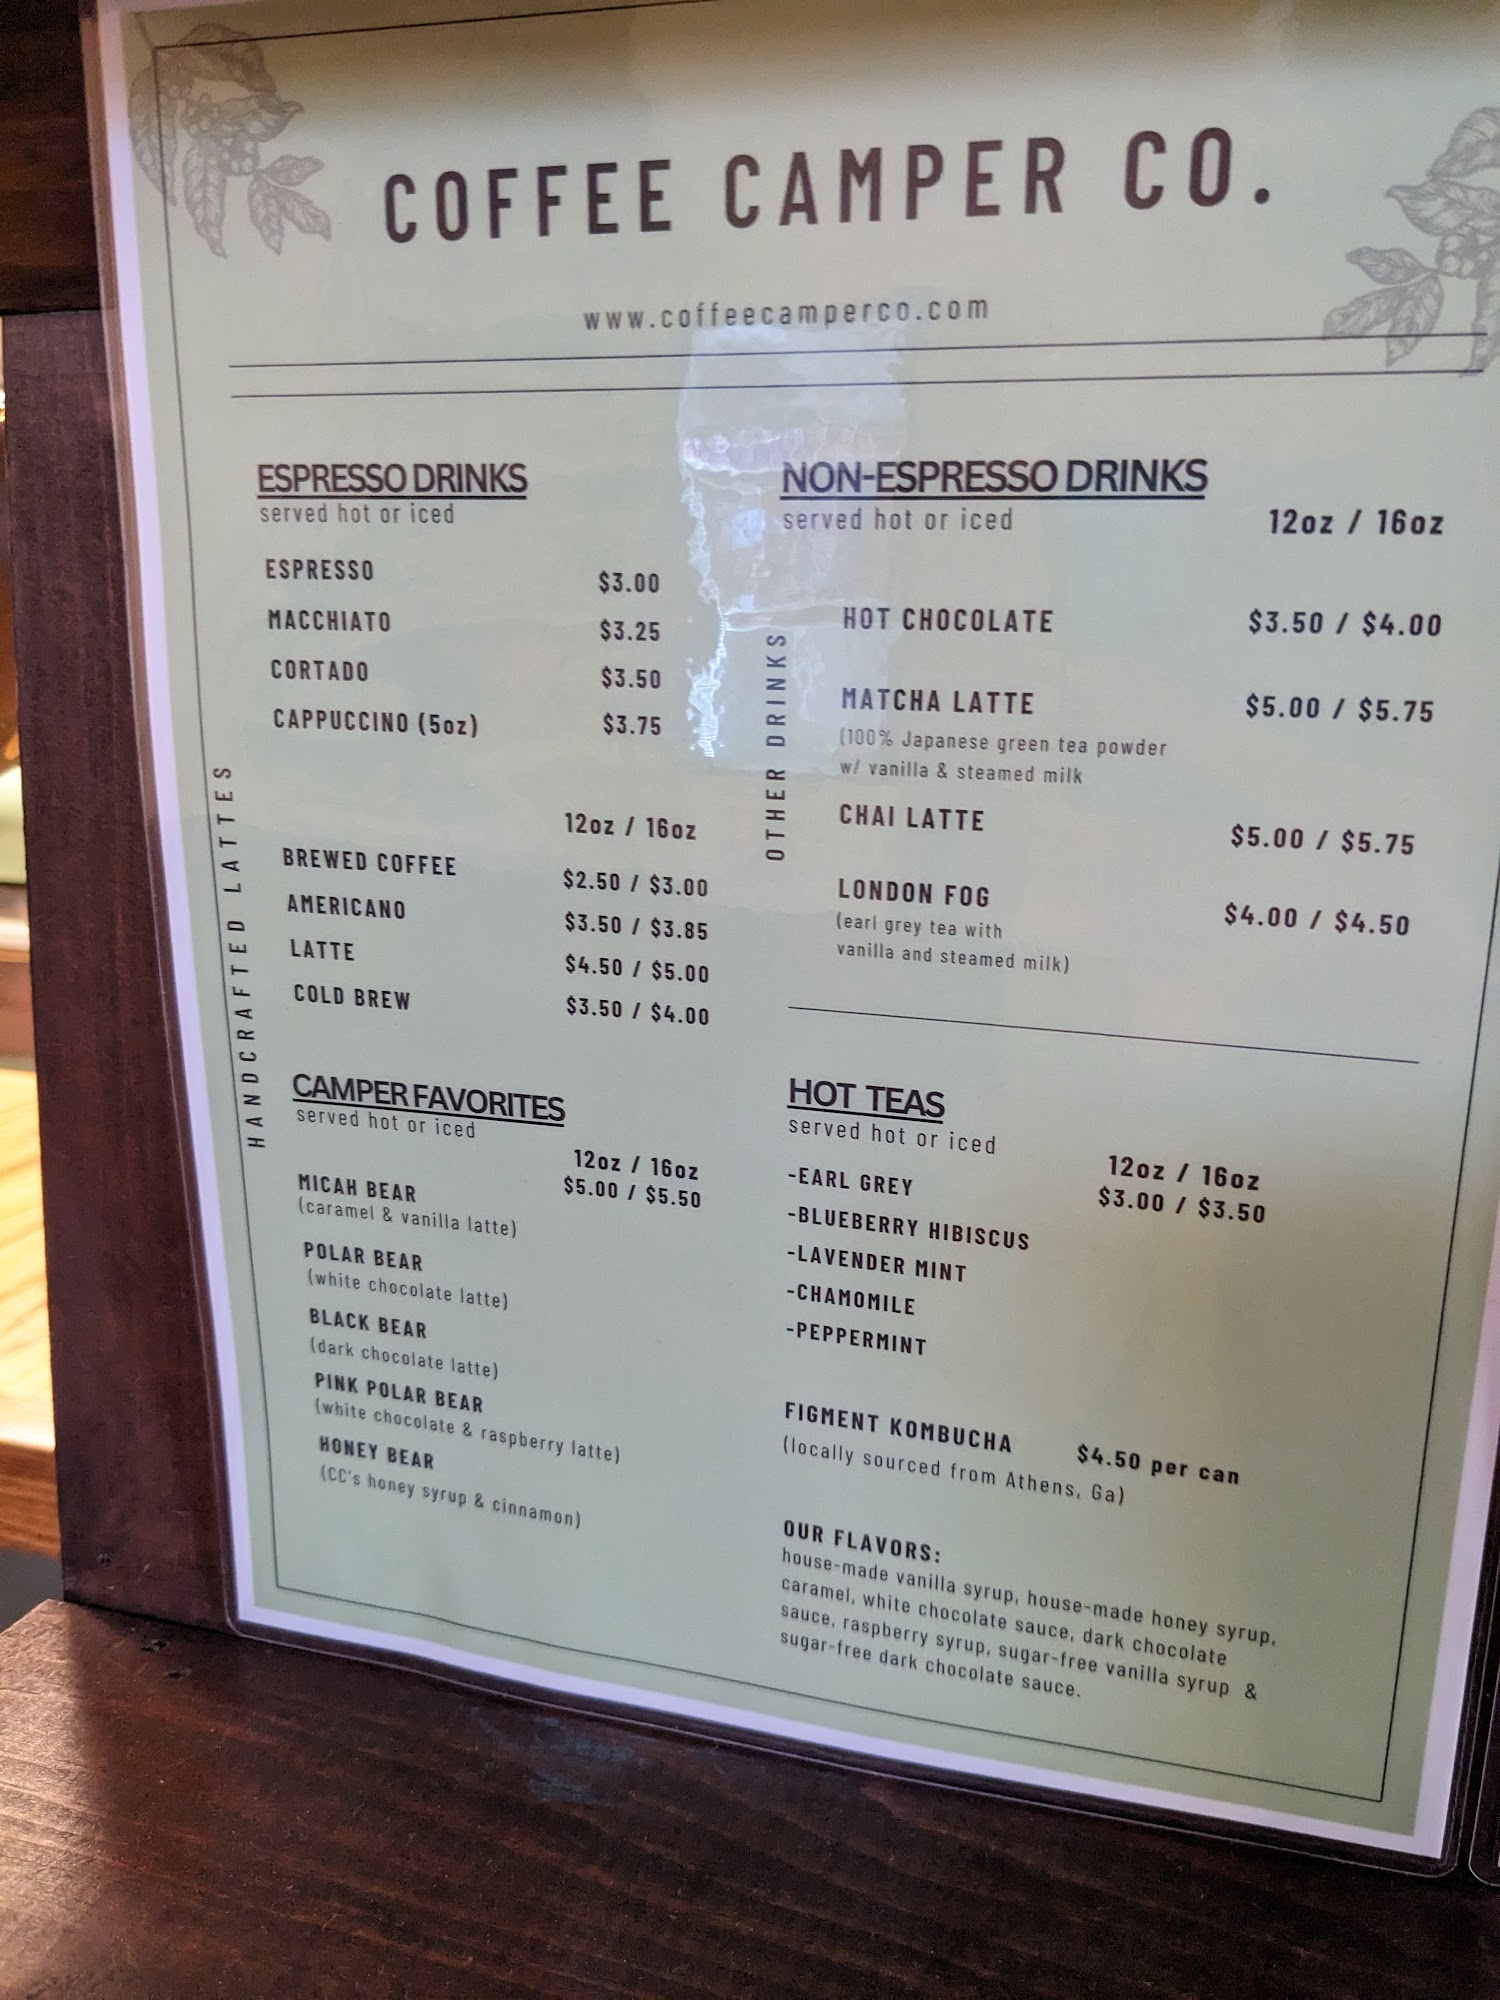 COFFEE CAMPER CO.
www.coffeecamperco.com
HANDCRAFTED LATTES
ESPRESSO DRINKS
served hot or iced
ESPRESSO $3.00
MACCHIATO $3.25
CORTADO $3.50
CAPPUCCINO (5oz) $3.75
12oz / 16oz
BREWED COFFEE $2.50 / $3.00
AMERICANO $3.50 / $3.85
LATTE $4.50 / $5.00
COLD BREW $3.50 / $4.00
CAMPER FAVORITES
served hot or iced
12oz / 16oz
$5.00 / $5.50
MICAH BEAR
(caramel & vanilla latte)
POLAR BEAR
(white chocolate latte)
BLACK BEAR
(dark chocolate latte)
PINK POLAR BEAR
(white chocolate & raspberry latte)
HONEY BEAR
(CC's honey syrup & cinnamon)
OTHER DRINKS
NON-ESPRESSO DRINKS
served hot or iced 12oz / 16oz
HOT CHOCOLATE $3.50 / $4.00
MATCHA LATTE $5.00 / $5.75
(100% Japanese green tea powder
w/ vanilla & steamed milk
CHAI LATTE $5.00 / $5.75
LONDON FOG $4.00 / $4.50
(earl grey tea with
vanilla and steamed milk)
HOT TEAS
served hot or iced
12oz / 16oz
$3.00 / $3.50
-EARL GREY
-BLUEBERRY HIBISCUS
-LAVENDER MINT
-CHAMOMILE
-PEPPERMINT
FIGMENT KOMBUCHA $4.50 per can
(locally sourced from Athens, Ga)
OUR FLAVORS:
house-made vanilla syrup, house-made honey syrup,
caramel, white chocolate sauce, dark chocolate
sauce, raspberry syrup, sugar-free vanilla syrup &
sugar-free dark chocolate sauce.